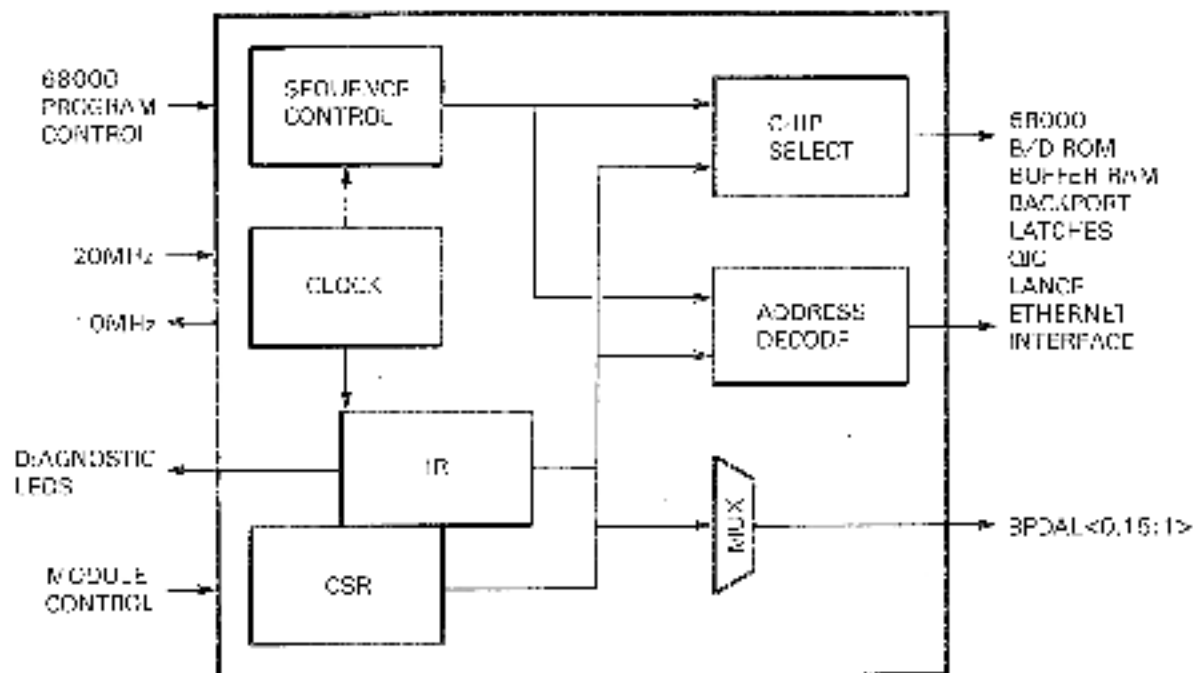 68000
PROGRAM
CONTROL
SEQUENCE
CONTROL
CHIP
SELECT
68000
B/D ROM
BUFFER RAM
BACKPORT
LATCHES
QIC
LANCE
ETHERNET
INTERFACE
20MHz
10MHz
CLOCK
ADDRESS
DECODE
DIAGNOSTIC
LEDS
IR
MUX
BPDAL<0,15:1>
MODULE
CONTROL
CSR